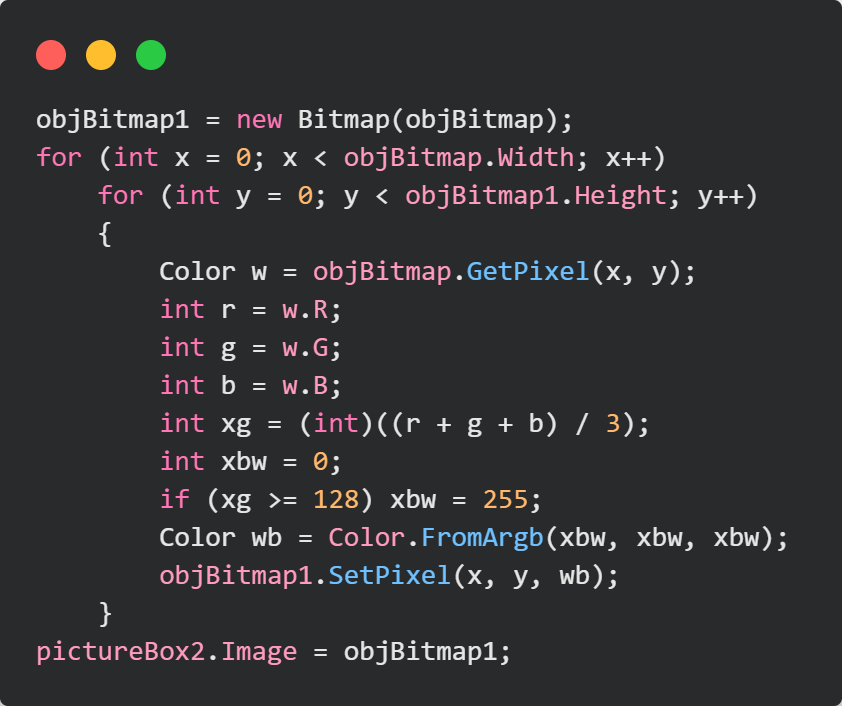 objBitmap1 = new Bitmap(objBitmap);
for (int x = 0; x < objBitmap.Width; x++)
    for (int y = 0; y < objBitmap1.Height; y++)
    {
        Color w = objBitmap.GetPixel(x, y);
        int r = w.R;
        int g = w.G;
        int b = w.B;
        int xg = (int)((r + g + b) / 3);
        int xbw = 0;
        if (xg >= 128) xbw = 255;
        Color wb = Color.FromArgb(xbw, xbw, xbw);
        objBitmap1.SetPixel(x, y, wb);
    }
pictureBox2.Image = objBitmap1;